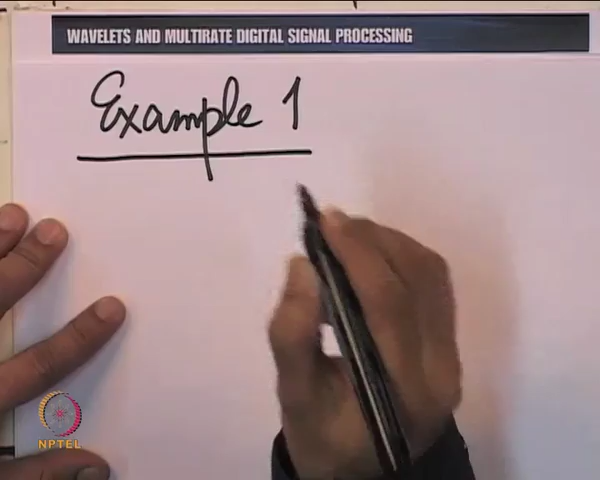 WAVELETS AND MULTIRATE DIGITAL SIGNAL PROCESSING
Example 1
NPTEL